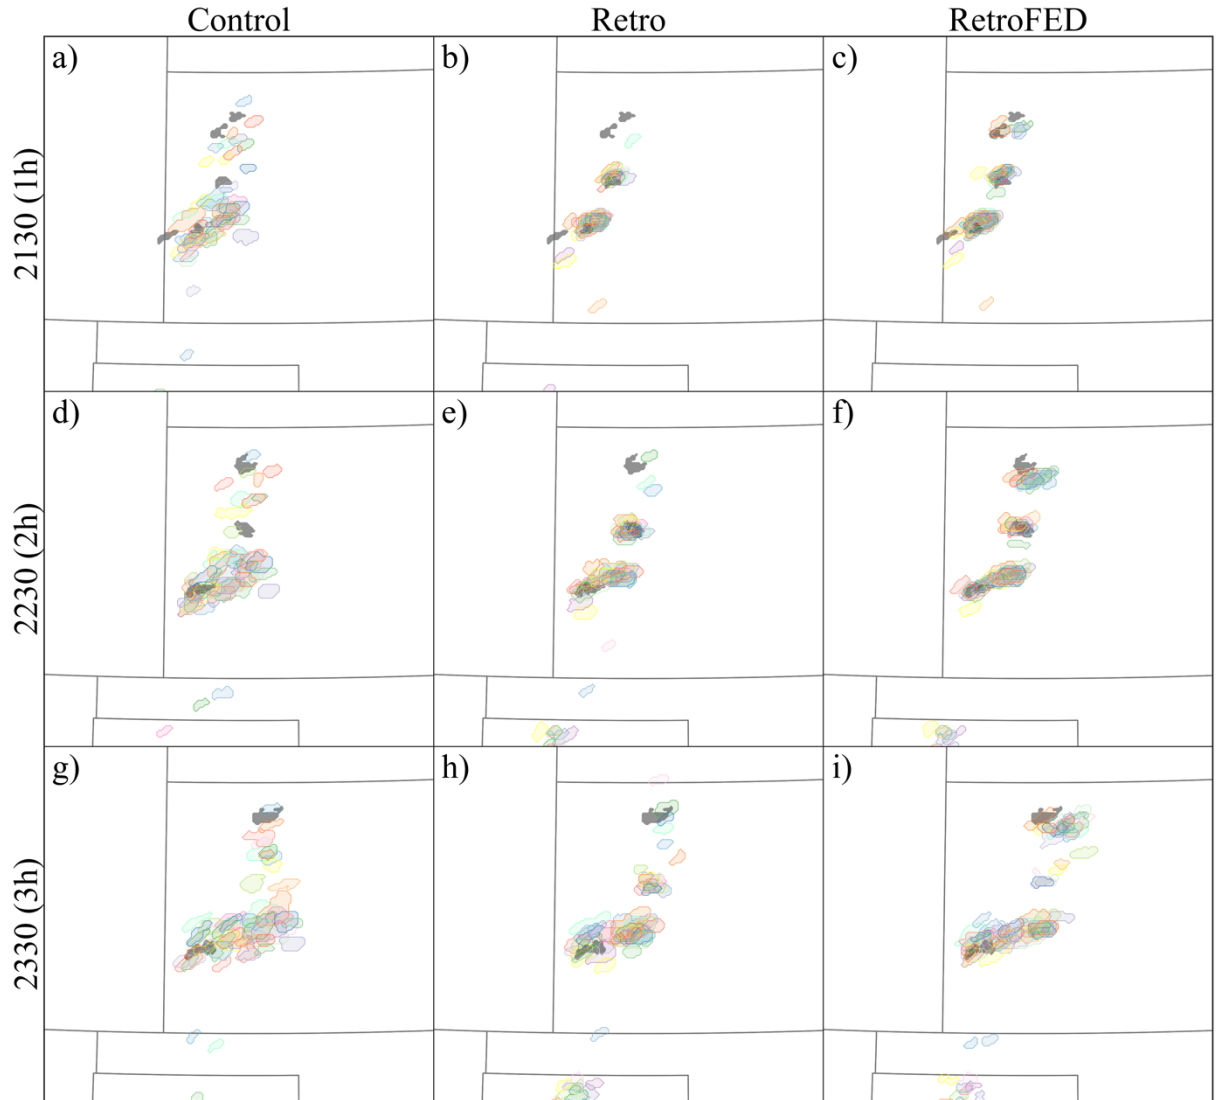 Control Retro RetroFED
a) b) c)
2130 (1h)
d) e) f)
2230 (2h)
g) h) i)
2330 (3h)